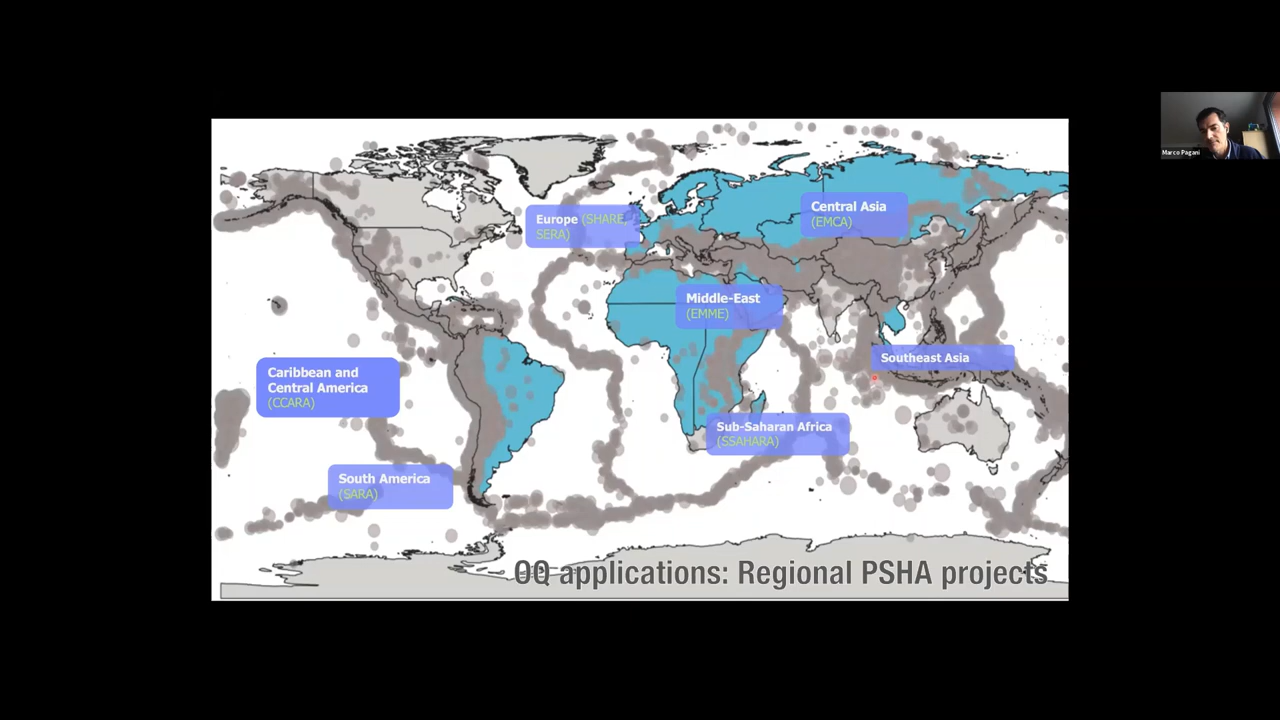 Europe (SHARE,
SERA)
Central Asia
(EMCA)
Middle-East
(EMME)
Southeast Asia
Caribbean and
Central America
(CCARA)
Sub-Saharan Africa
(SSAHARA)
South America
(SARA)
OQ applications: Regional PSHA projects
Marco Pagani